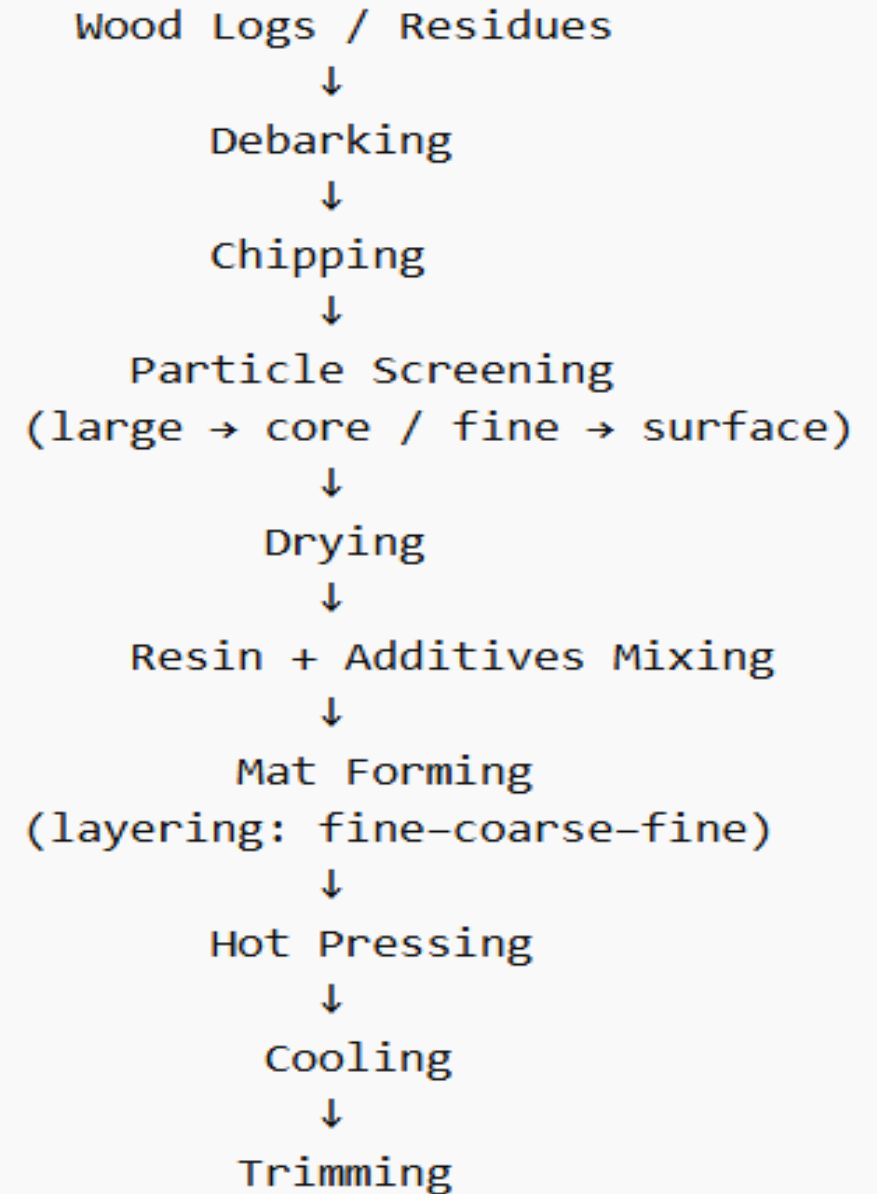 Wood Logs / Residues
↓
Debarking
↓
Chipping
↓
Particle Screening
(large → core / fine → surface)
↓
Drying
↓
Resin + Additives Mixing
↓
Mat Forming
(layering: fine–coarse–fine)
↓
Hot Pressing
↓
Cooling
↓
Trimming